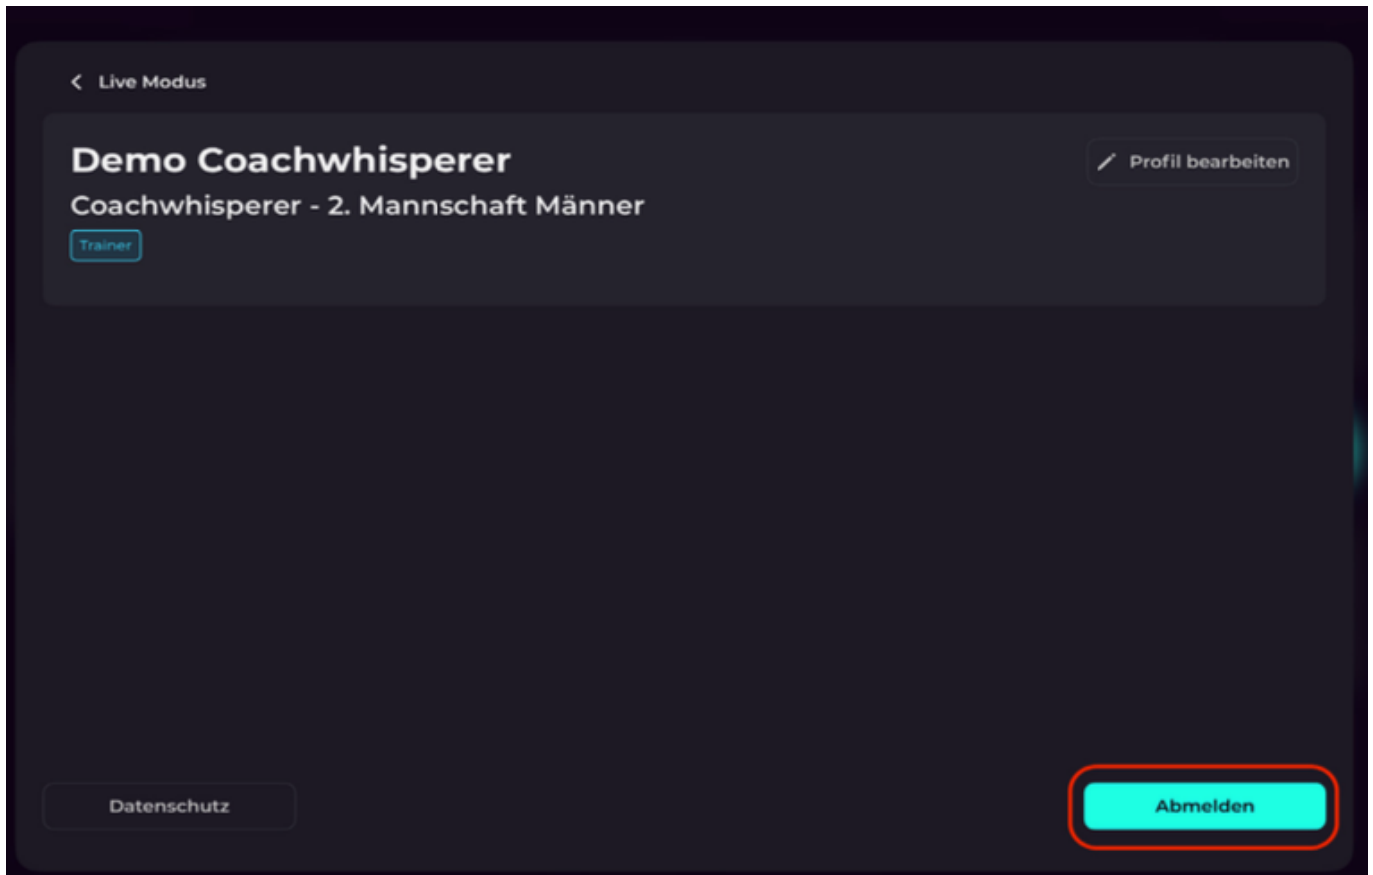 Live Modus
Demo Coachwhisperer
Profil bearbeiten
Coachwhisperer - 2. Mannschaft Männer
Trainer
Datenschutz
Abmelden